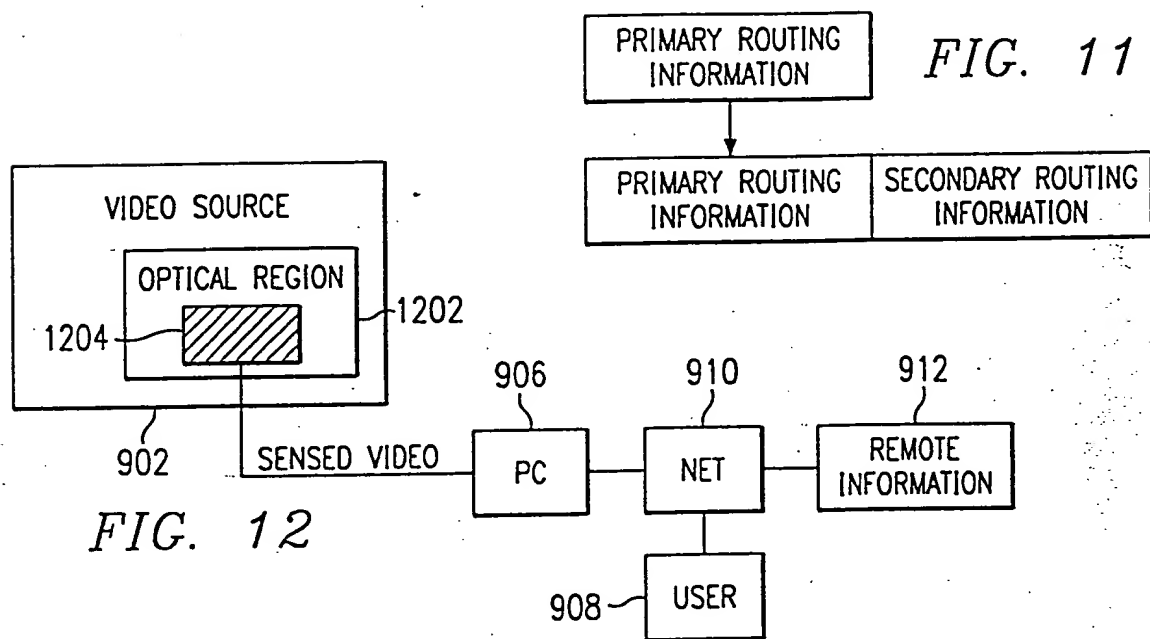 PRIMARY ROUTING
INFORMATION
FIG. 11
PRIMARY ROUTING
INFORMATION
SECONDARY ROUTING
INFORMATION
VIDEO SOURCE
OPTICAL REGION
1204
1202
902
SENSED VIDEO
906
PC
910
NET
912
REMOTE
INFORMATION
908
USER
FIG. 12